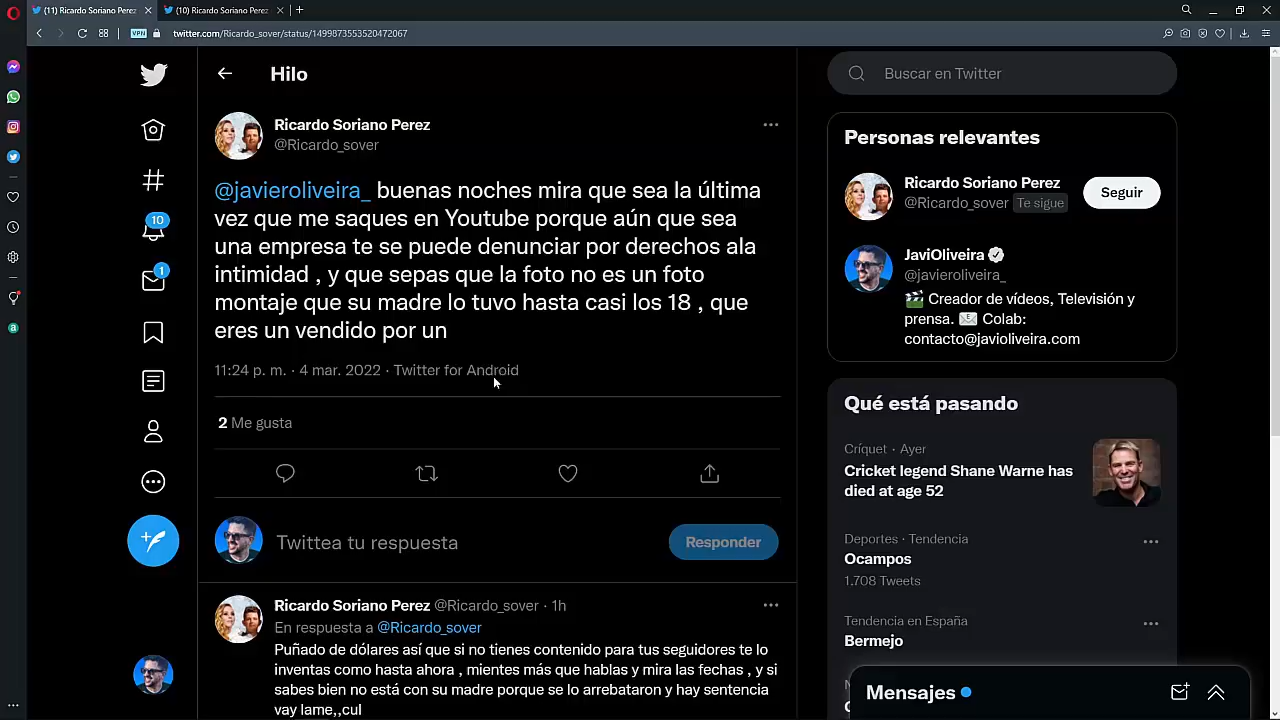 (11) Ricardo Soriano Perez
(10) Ricardo Soriano Perez
VPN
twitter.com/Ricardo_sover/status/1499873553520472067
Hilo
Buscar en Twitter
Ricardo Soriano Perez
@Ricardo_sover
@javieroliveira_ buenas noches mira que sea la última
vez que me saques en Youtube porque aún que sea
una empresa te se puede denunciar por derechos ala
intimidad , y que sepas que la foto no es un foto
montaje que su madre lo tuvo hasta casi los 18 , que
eres un vendido por un
11:24 p. m. · 4 mar. 2022 · Twitter for Android
2 Me gusta
Twittea tu respuesta
Responder
Ricardo Soriano Perez @Ricardo_sover · 1h
En respuesta a @Ricardo_sover
Puñado de dólares así que si no tienes contenido para tus seguidores te lo
inventas como hasta ahora , mientes más que hablas y mira las fechas , y si
sabes bien no está con su madre porque se lo arrebataron y hay sentencia
vay lame,,cul
10
1
Personas relevantes
Ricardo Soriano Perez
@Ricardo_sover Te sigue
Seguir
JaviOliveira
@javieroliveira_
🎬 Creador de vídeos, Televisión y
prensa. ✉️ Colab:
contacto@javioliveira.com
Qué está pasando
Críquet · Ayer
Cricket legend Shane Warne has
died at age 52
Deportes · Tendencia
Ocampos
1.708 Tweets
Tendencia en España
Bermejo
Mensajes